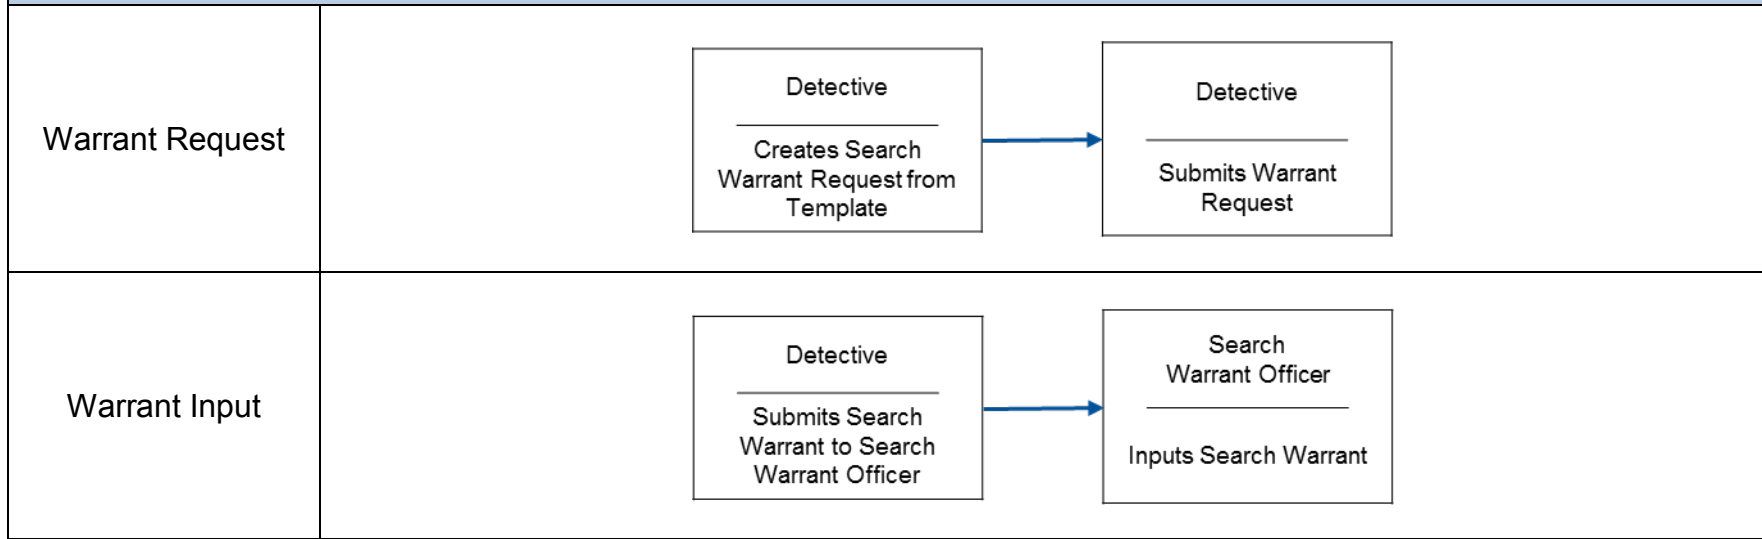 Warrant Request
Detective
Creates Search
Warrant Request from
Template
Detective
Submits Warrant
Request
Warrant Input
Detective
Submits Search
Warrant to Search
Warrant Officer
Search
Warrant Officer
Inputs Search Warrant